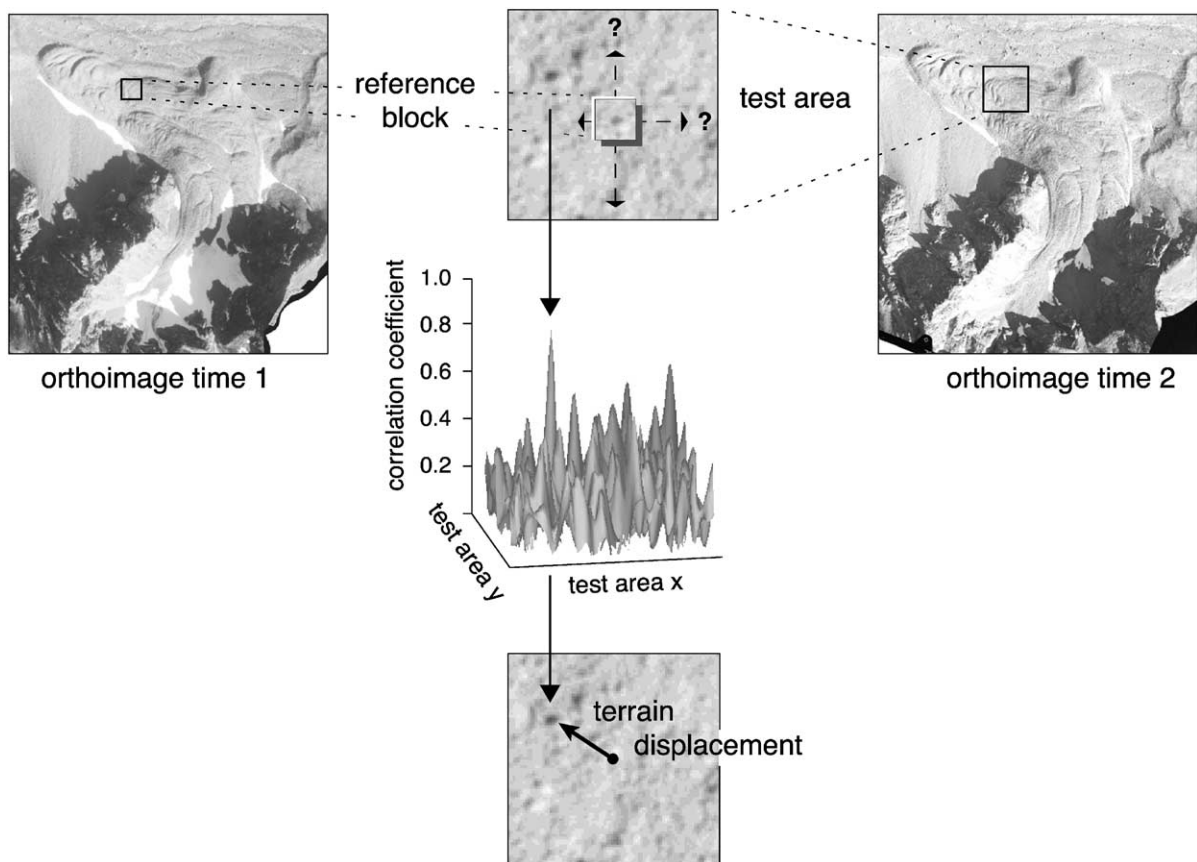 reference
block
?
?
test area
orthoimage time 1
orthoimage time 2
correlation coefficient
1.0
0.8
0.6
0.4
0.2
test area y
test area x
terrain
displacement